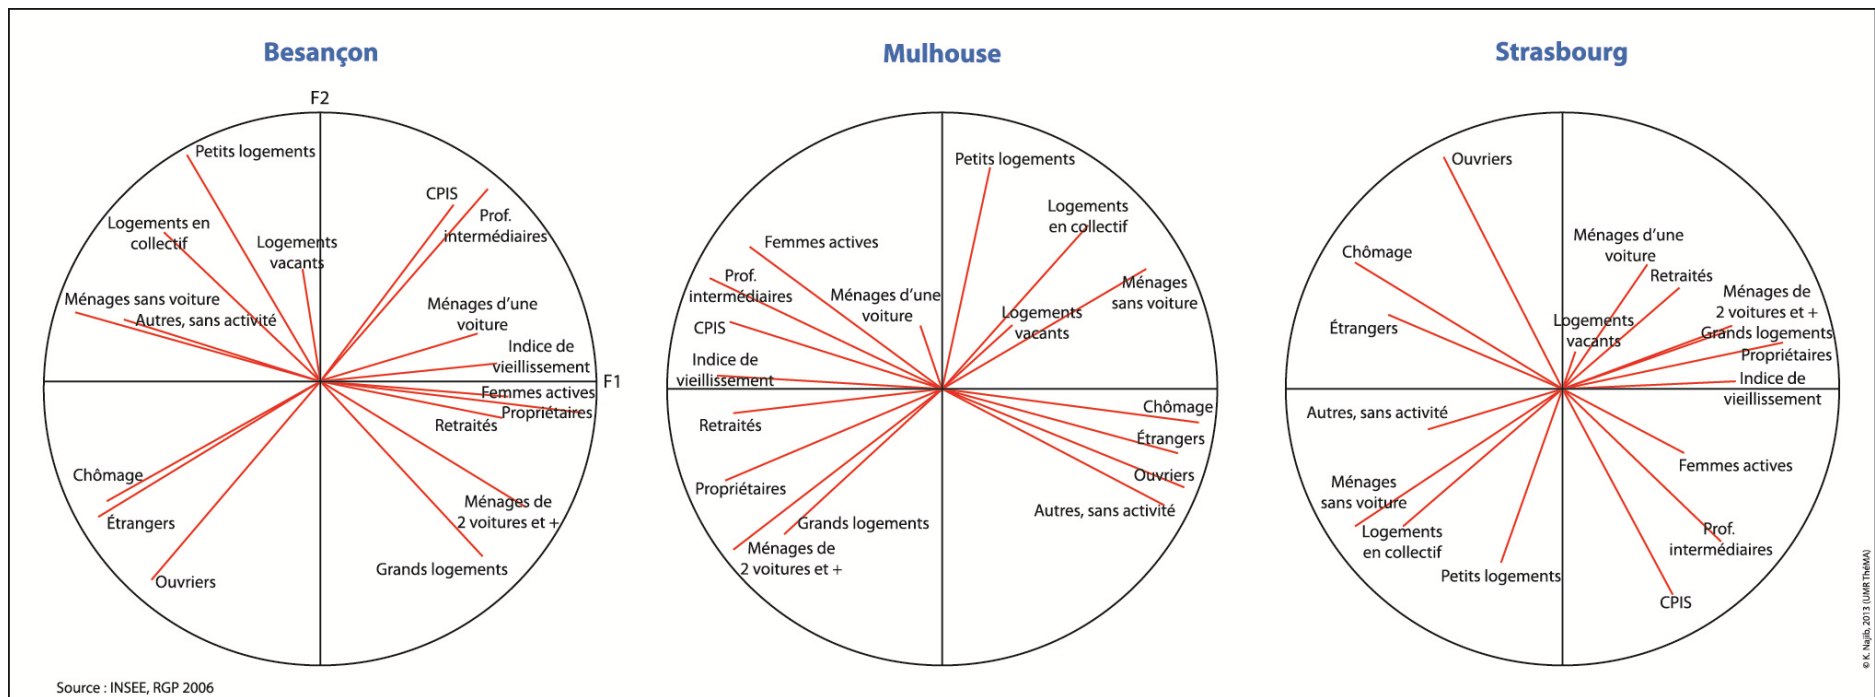 Besançon
F2
Petits logements
CPIS
Prof.
intermédiaires
Logements en
collectif
Logements
vacants
Ménages sans voiture
Autres, sans activité
Ménages d'une
voiture
Indice de
vieillissement
F1
Femmes actives
Propriétaires
Retraités
Chômage
Étrangers
Ménages de
2 voitures et +
Grands logements
Ouvriers
Mulhouse
Petits logements
Logements
en collectif
Femmes actives
Prof.
intermédiaires
Ménages d'une
voiture
Ménages
sans voiture
CPIS
Logements
vacants
Indice de
vieillissement
Chômage
Retraités
Étrangers
Ouvriers
Propriétaires
Autres, sans activité
Grands logements
Ménages de
2 voitures et +
Strasbourg
Ouvriers
Chômage
Ménages d'une
voiture
Retraités
Ménages de
2 voitures et +
Étrangers
Logements
vacants
Grands logements
Propriétaires
Indice de
vieillissement
Autres, sans activité
Femmes actives
Ménages
sans voiture
Logements
en collectif
Prof.
intermédiaires
Petits logements
CPIS
Source : INSEE, RGP 2006
© K. Najib, 2013 (UMR ThéMA)